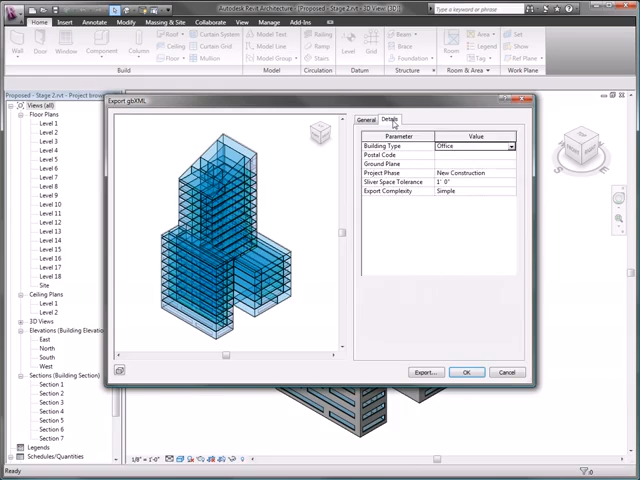 Autodesk Revit Architecture - [Proposed - Stage 2.rvt - 3D View: {3D}]
Type a keyword or phrase
Home Insert Annotate Modify Massing & Site Collaborate View Manage Add-Ins
Wall Door Window Component Column
Roof Ceiling Floor
Curtain System Curtain Grid Mullion
Model Text Model Line Model Group
Railing Ramp Stairs
Level Grid
Beam Brace
Room Area Legend Tag
Set Show Ref
Build Model Circulation Datum Structure Room & Area Work Plane
Proposed - Stage 2.rvt - Project brows
Views (all)
Floor Plans
Level 1
Level 2
Level 3
Level 4
Level 5
Level 6
Level 7
Level 8
Level 9
Level 10
Level 11
Level 12
Level 13
Level 14
Level 15
Level 16
Level 17
Level 18
Site
Ceiling Plans
Level 1
Level 2
3D Views
Elevations (Building Elevation
East
North
South
West
Sections (Building Section)
Section 1
Section 2
Section 3
Section 4
Section 5
Section 6
Section 7
Legends
Schedules/Quantities
Export gbXML
General Details
Parameter Value
Building Type Office
Postal Code
Ground Plane
Project Phase New Construction
Sliver Space Tolerance 1' 0"
Export Complexity Simple
Export... OK Cancel
1/8" = 1'-0"
Ready
:0